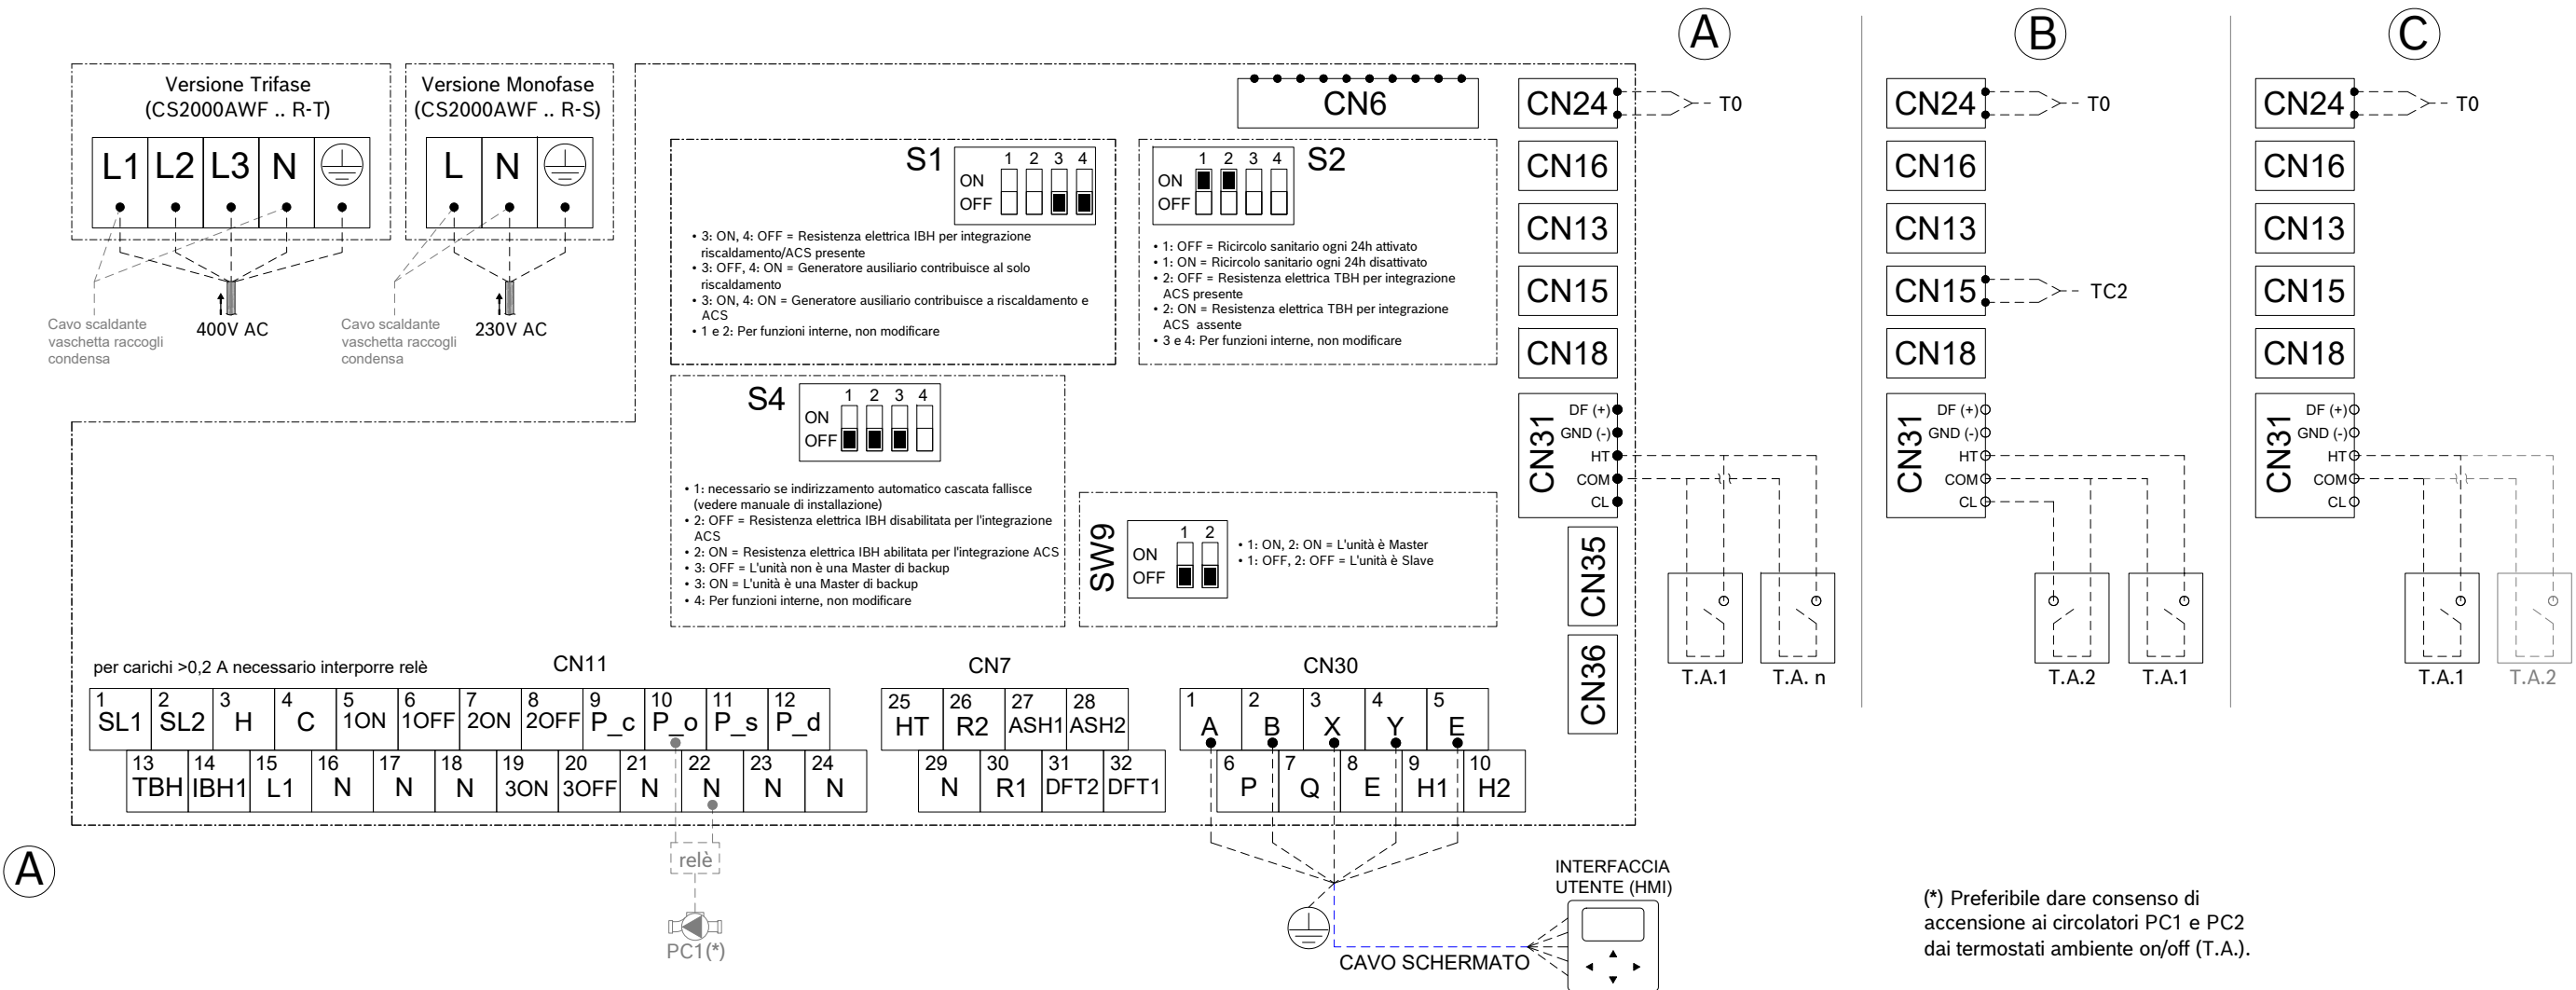 A
B
C
Versione Trifase
(CS2000AWF .. R-T)
L1 L2 L3 N
Cavo scaldante
vaschetta raccogli
condensa
400V AC
Versione Monofase
(CS2000AWF .. R-S)
L N
Cavo scaldante
vaschetta raccogli
condensa
230V AC
CN6
S1
1 2 3 4
ON
OFF
• 3: ON, 4: OFF = Resistenza elettrica IBH per integrazione
riscaldamento/ACS presente
• 3: OFF, 4: ON = Generatore ausiliario contribuisce al solo
riscaldamento
• 3: ON, 4: ON = Generatore ausiliario contribuisce a riscaldamento e
ACS
• 1 e 2: Per funzioni interne, non modificare
S2
1 2 3 4
ON
OFF
• 1: OFF = Ricircolo sanitario ogni 24h attivato
• 1: ON = Ricircolo sanitario ogni 24h disattivato
• 2: OFF = Resistenza elettrica TBH per integrazione
ACS presente
• 2: ON = Resistenza elettrica TBH per integrazione
ACS assente
• 3 e 4: Per funzioni interne, non modificare
S4
1 2 3 4
ON
OFF
• 1: necessario se indirizzamento automatico cascata fallisce
(vedere manuale di installazione)
• 2: OFF = Resistenza elettrica IBH disabilitata per l'integrazione
ACS
• 2: ON = Resistenza elettrica IBH abilitata per l'integrazione ACS
• 3: OFF = L'unità non è una Master di backup
• 3: ON = L'unità è una Master di backup
• 4: Per funzioni interne, non modificare
SW9
1 2
ON
OFF
• 1: ON, 2: ON = L'unità è Master
• 1: OFF, 2: OFF = L'unità è Slave
CN24
T0
CN16
CN13
CN15
CN18
CN31
DF (+)
GND (-)
HT
COM
CL
CN35
CN36
T.A.1
T.A. n
CN24
T0
CN16
CN13
CN15
TC2
CN18
CN31
DF (+)
GND (-)
HT
COM
CL
T.A.2
T.A.1
CN24
T0
CN16
CN13
CN15
CN18
CN31
DF (+)
GND (-)
HT
COM
CL
T.A.1
T.A.2
per carichi >0,2 A necessario interporre relè
CN11
1 2 3 4 5 6 7 8 9 10 11 12
SL1 SL2 H C 1ON 1OFF 2ON 2OFF P_c P_o P_s P_d
13 14 15 16 17 18 19 20 21 22 23 24
TBH IBH1 L1 N N N 3ON 3OFF N N N N
CN7
25 26 27 28
HT R2 ASH1 ASH2
29 30 31 32
N R1 DFT2 DFT1
CN30
1 2 3 4 5
A B X Y E
6 7 8 9 10
P Q E H1 H2
A
relè
PC1(*)
INTERFACCIA
UTENTE (HMI)
CAVO SCHERMATO
(*) Preferibile dare consenso di
accensione ai circolatori PC1 e PC2
dai termostati ambiente on/off (T.A.).